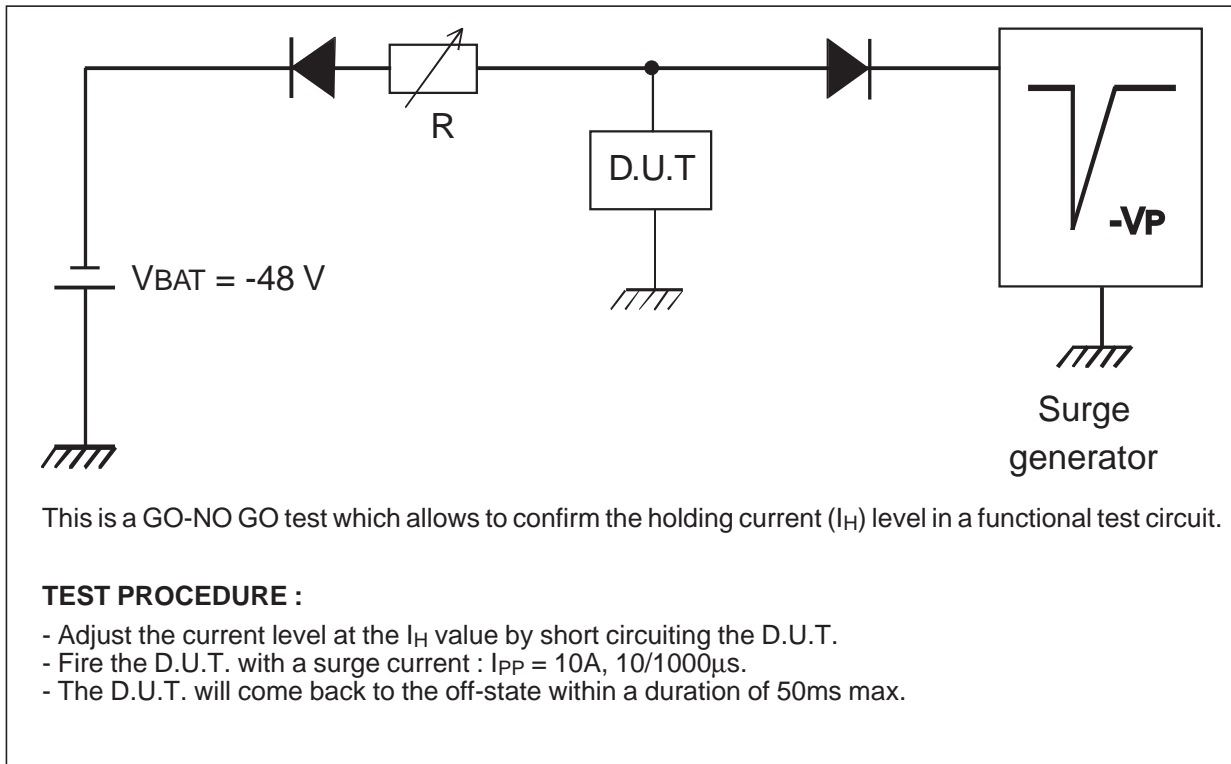 R
D.U.T
-VP
VBAT = -48 V
Surge
generator
This is a GO-NO GO test which allows to confirm the holding current (IH) level in a functional test circuit.
TEST PROCEDURE :
- Adjust the current level at the IH value by short circuiting the D.U.T.
- Fire the D.U.T. with a surge current : IPP = 10A, 10/1000μs.
- The D.U.T. will come back to the off-state within a duration of 50ms max.